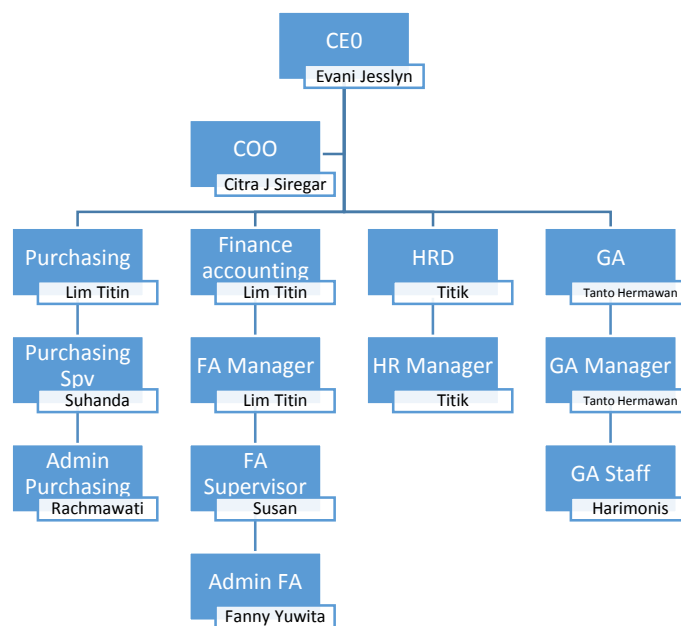 CE0
Evani Jesslyn
COO
Citra J Siregar
Purchasing
Lim Titin
Finance
accounting
Lim Titin
HRD
Titik
GA
Tanto Hermawan
Purchasing
Spv
Suhanda
FA Manager
Lim Titin
HR Manager
Titik
GA Manager
Tanto Hermawan
Admin
Purchasing
Rachmawati
FA
Supervisor
Susan
GA Staff
Harimonis
Admin FA
Fanny Yuwita